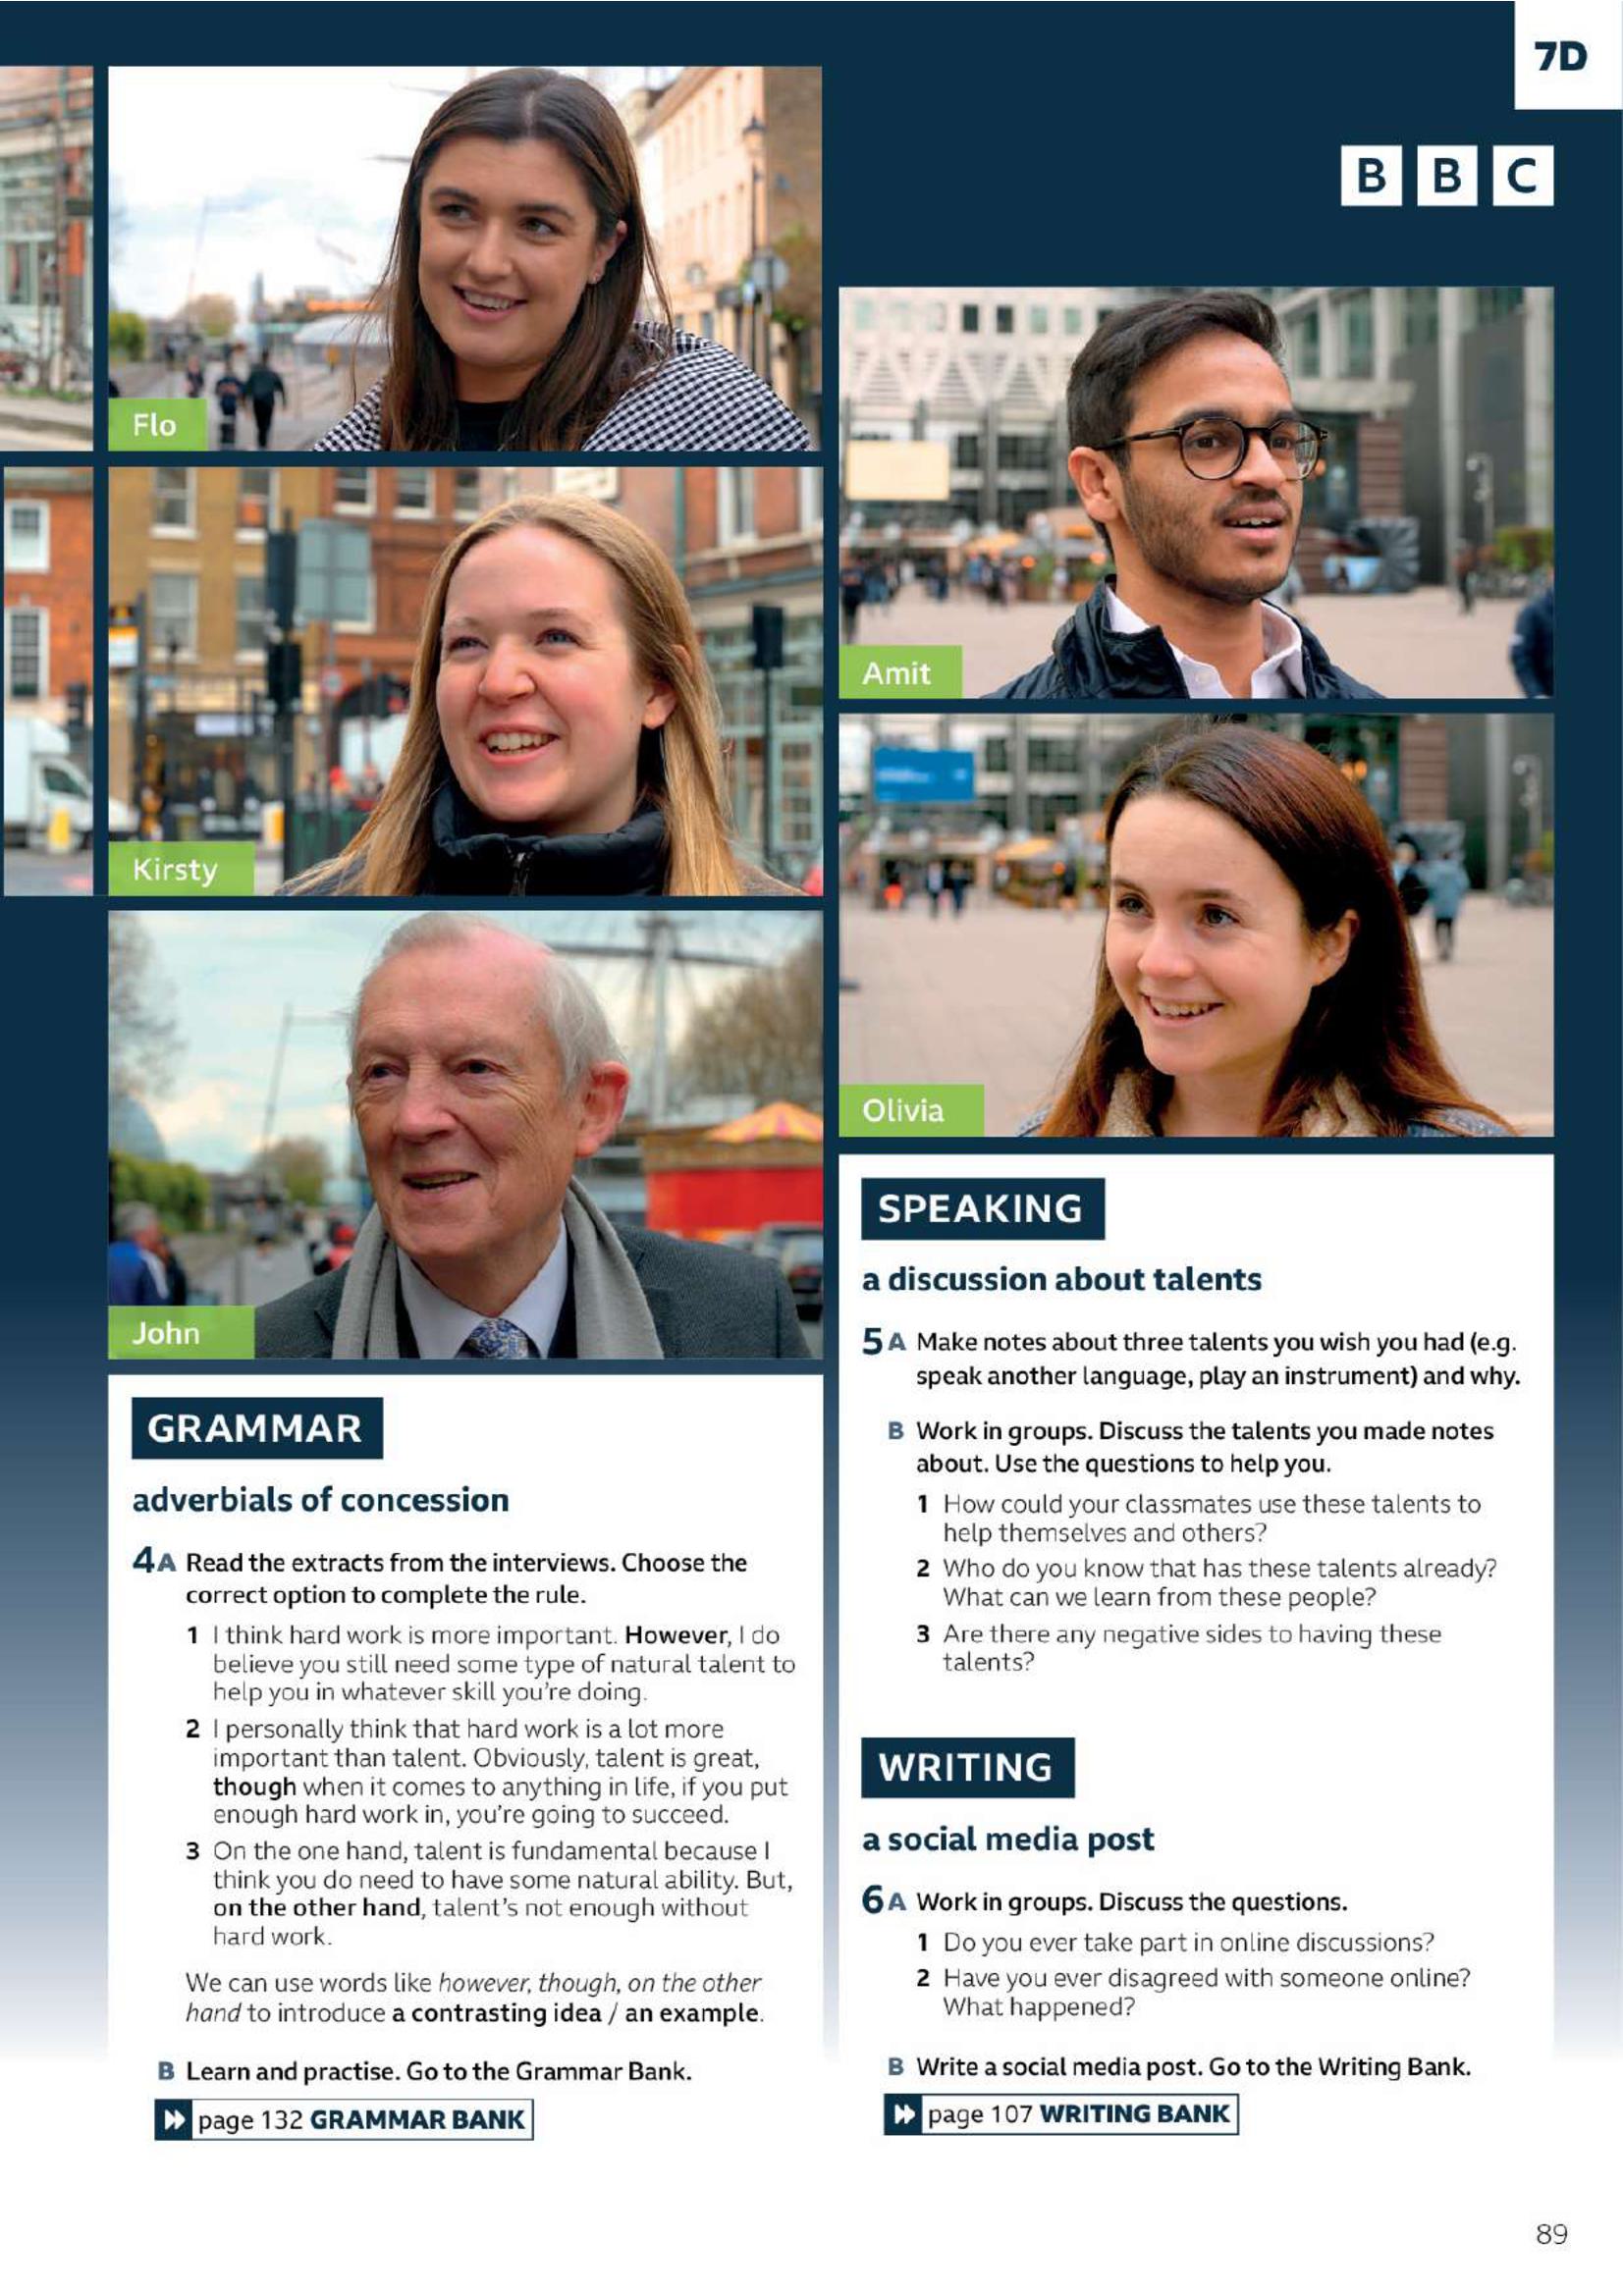 7D
B B C
Flo
Amit
Kirsty
Olivia
John
GRAMMAR
adverbials of concession
4A Read the extracts from the interviews. Choose the
correct option to complete the rule.
1 I think hard work is more important. However, I do
believe you still need some type of natural talent to
help you in whatever skill you're doing.
2 I personally think that hard work is a lot more
important than talent. Obviously, talent is great,
though when it comes to anything in life, if you put
enough hard work in, you're going to succeed.
3 On the one hand, talent is fundamental because I
think you do need to have some natural ability. But,
on the other hand, talent's not enough without
hard work.
We can use words like however, though, on the other
hand to introduce a contrasting idea / an example.
B Learn and practise. Go to the Grammar Bank.
page 132 GRAMMAR BANK
SPEAKING
a discussion about talents
5A Make notes about three talents you wish you had (e.g.
speak another language, play an instrument) and why.
B Work in groups. Discuss the talents you made notes
about. Use the questions to help you.
1 How could your classmates use these talents to
help themselves and others?
2 Who do you know that has these talents already?
What can we learn from these people?
3 Are there any negative sides to having these
talents?
WRITING
a social media post
6A Work in groups. Discuss the questions.
1 Do you ever take part in online discussions?
2 Have you ever disagreed with someone online?
What happened?
B Write a social media post. Go to the Writing Bank.
page 107 WRITING BANK
89